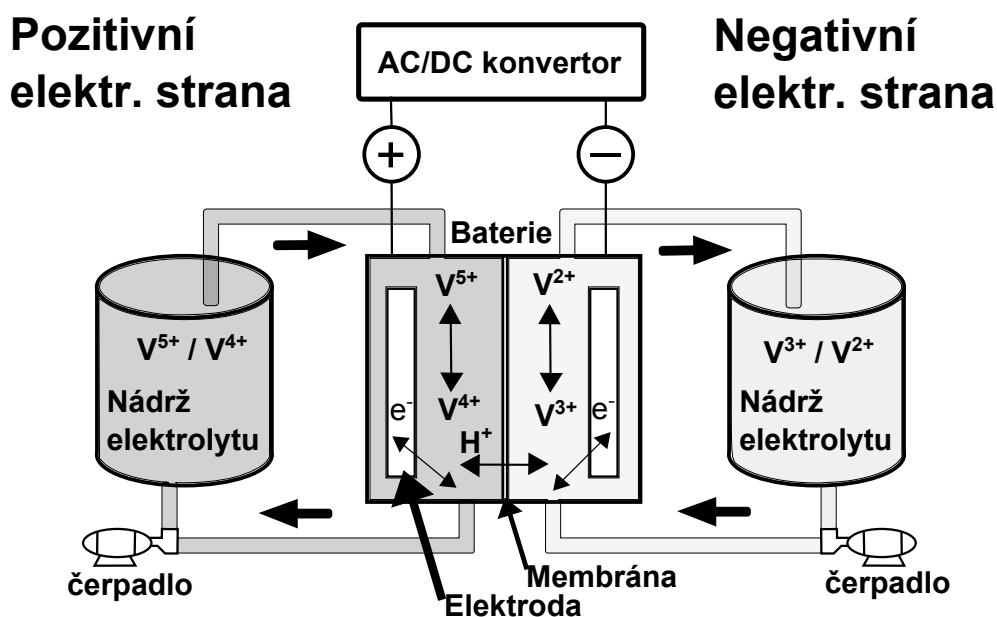 Pozitivní
elektr. strana
Negativní
elektr. strana
AC/DC konvertor
+
−
Baterie
V⁵⁺
V²⁺
V⁵⁺ / V⁴⁺
V³⁺ / V²⁺
Nádrž
elektrolytu
e⁻
V⁴⁺
V³⁺
e⁻
H⁺
Nádrž
elektrolytu
čerpadlo
Membrána
Elektroda
čerpadlo